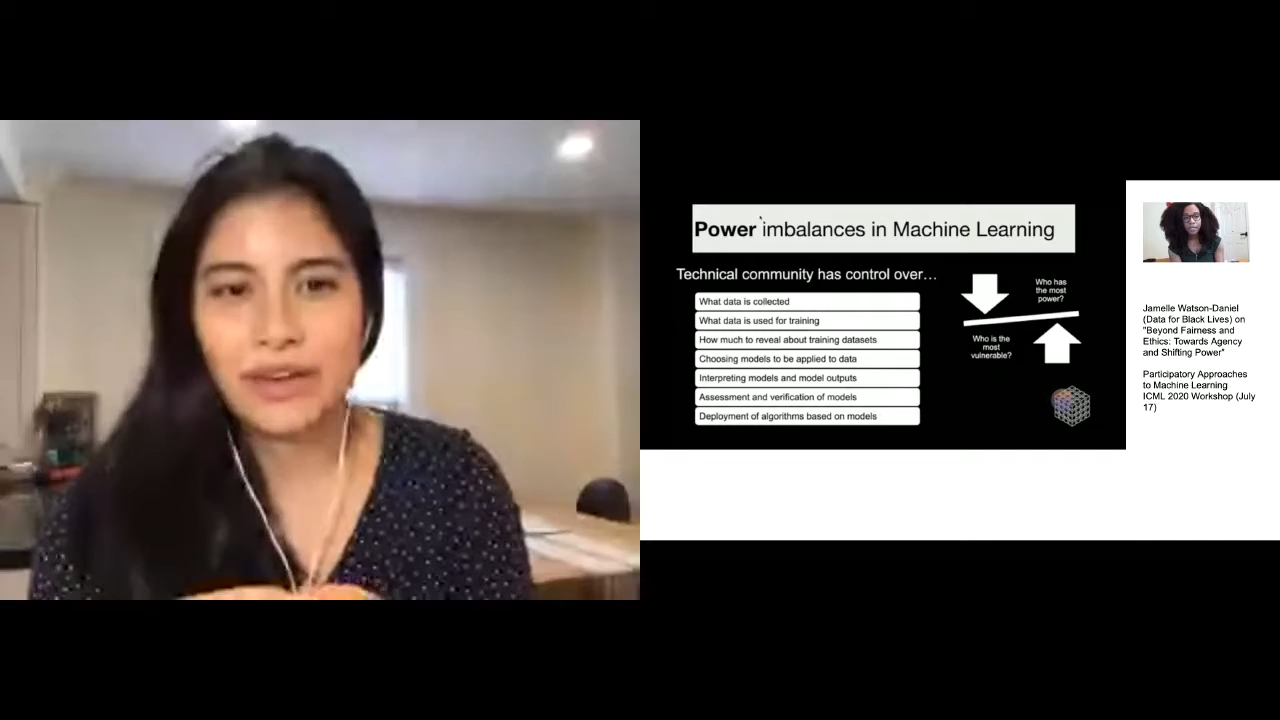 Power imbalances in Machine Learning
Technical community has control over…
What data is collected
What data is used for training
How much to reveal about training datasets
Choosing models to be applied to data
Interpreting models and model outputs
Assessment and verification of models
Deployment of algorithms based on models
Who has
the most
power?
Who is the
most
vulnerable?
Jamelle Watson-Daniel
(Data for Black Lives) on
"Beyond Fairness and
Ethics: Towards Agency
and Shifting Power"
Participatory Approaches
to Machine Learning
ICML 2020 Workshop (July
17)